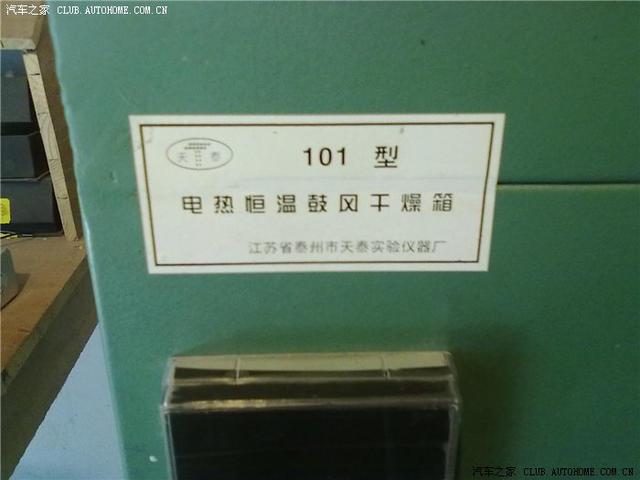 汽车之家 CLUB.AUTOHOME.COM.CN
天 泰
101 型
电热恒温鼓风干燥箱
江苏省泰州市天泰实验仪器厂
汽车之家 CLUB.AUTOHOME.COM.CN